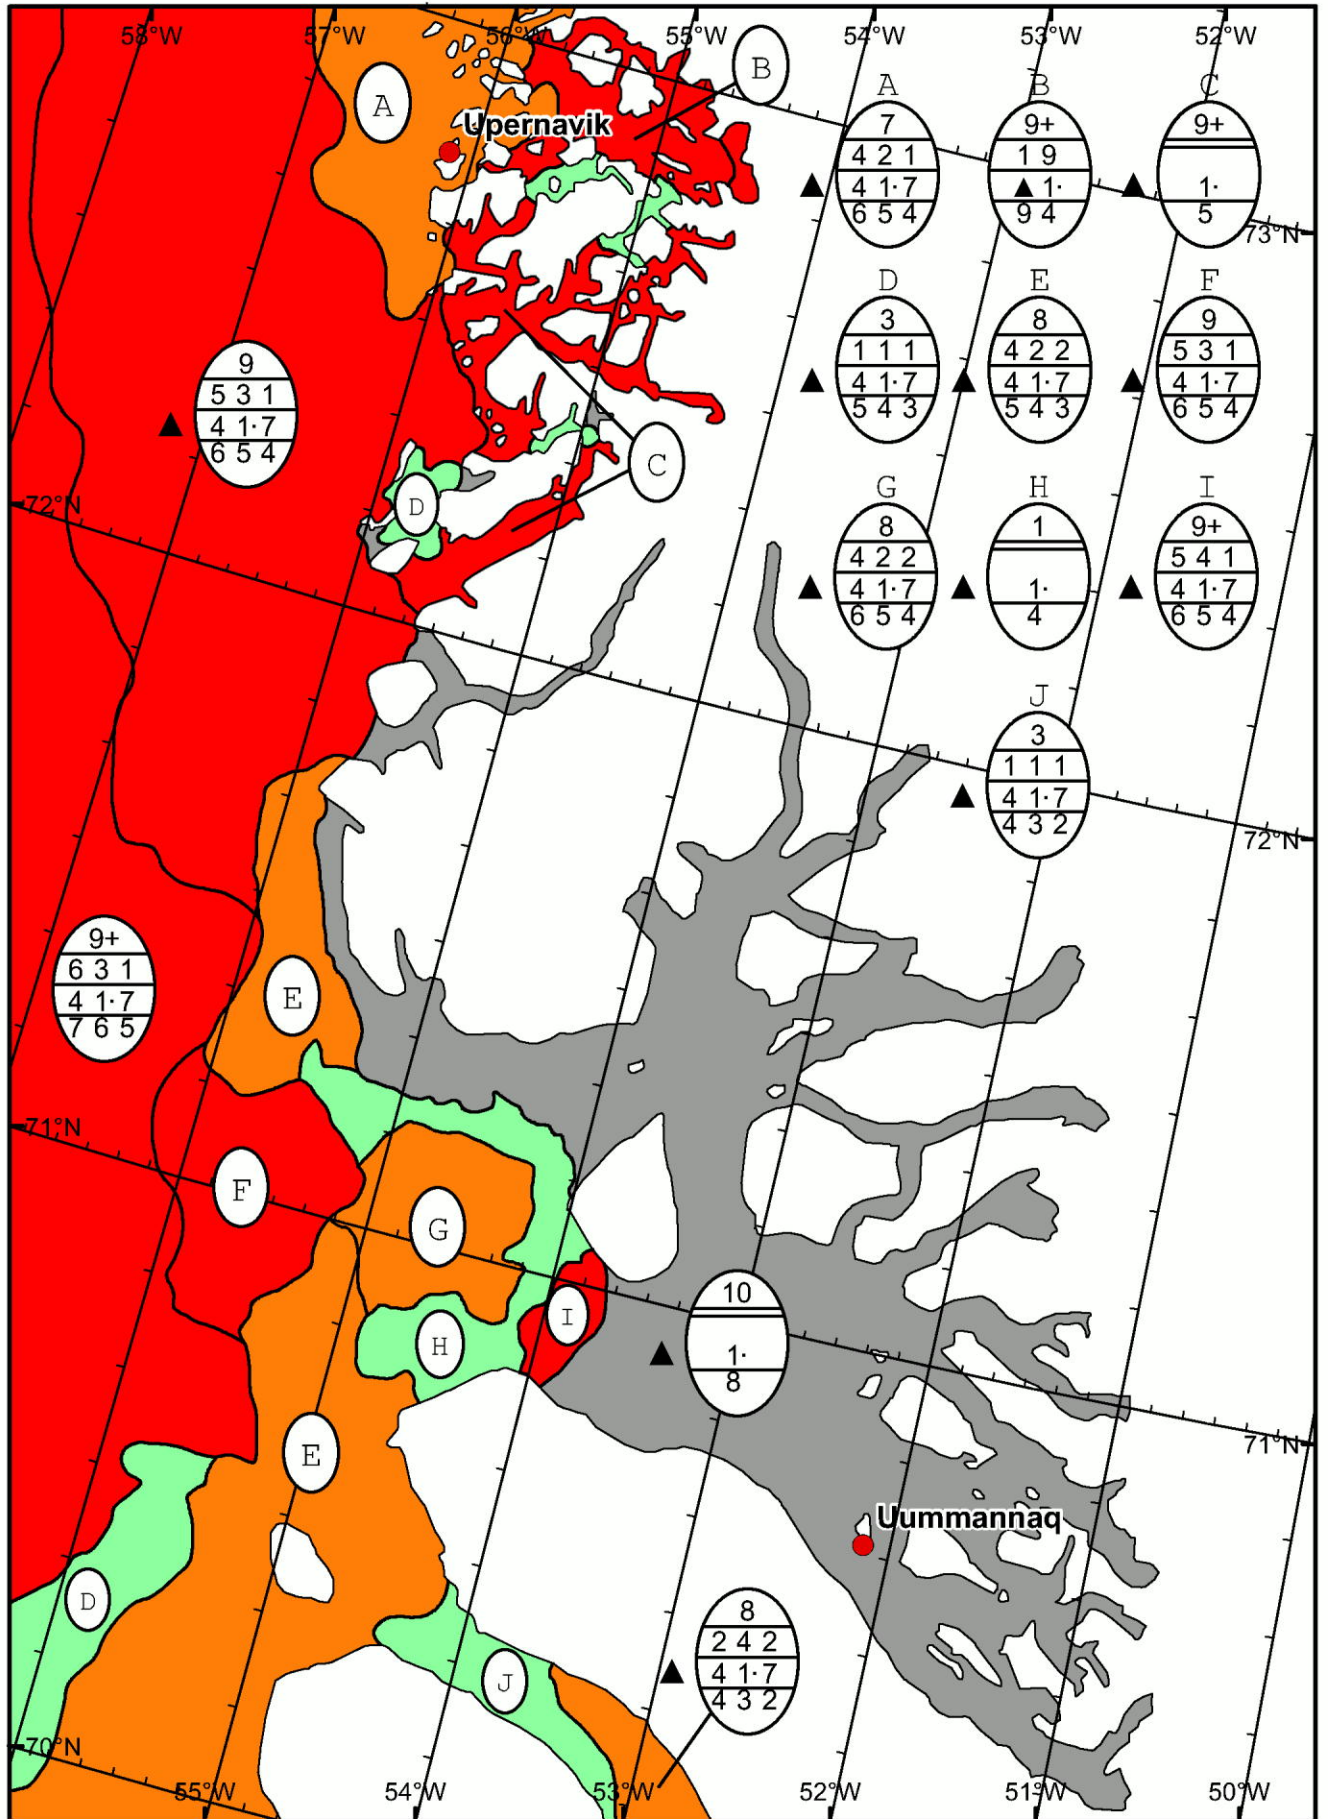 58°W 57°W 56°W 55°W 54°W 53°W 52°W
B
A
Upernavik
A B C
7 9+ 9+
4 2 1 1 9
4 1· 7 ▲ 1· 1·
6 5 4 9 4 5
73°N
D E F
3 8 9
1 1 1 4 2 2 5 3 1
4 1· 7 4 1· 7 4 1· 7
5 4 3 5 4 3 6 5 4
9
5 3 1
4 1· 7
6 5 4
C
D
72°N
G H I
8 1 9+
4 2 2 5 4 1
4 1· 7 1· 4 1· 7
6 5 4 4 6 5 4
J
3
1 1 1
4 1· 7
4 3 2
72°N
9+
6 3 1
4 1· 7
7 6 5
E
71°N
F
G
10
1·
8
I
H
71°N
E
Uummannaq
D
8
2 4 2
4 1· 7
4 3 2
J
70°N
55°W 54°W 53°W 52°W 51°W 50°W